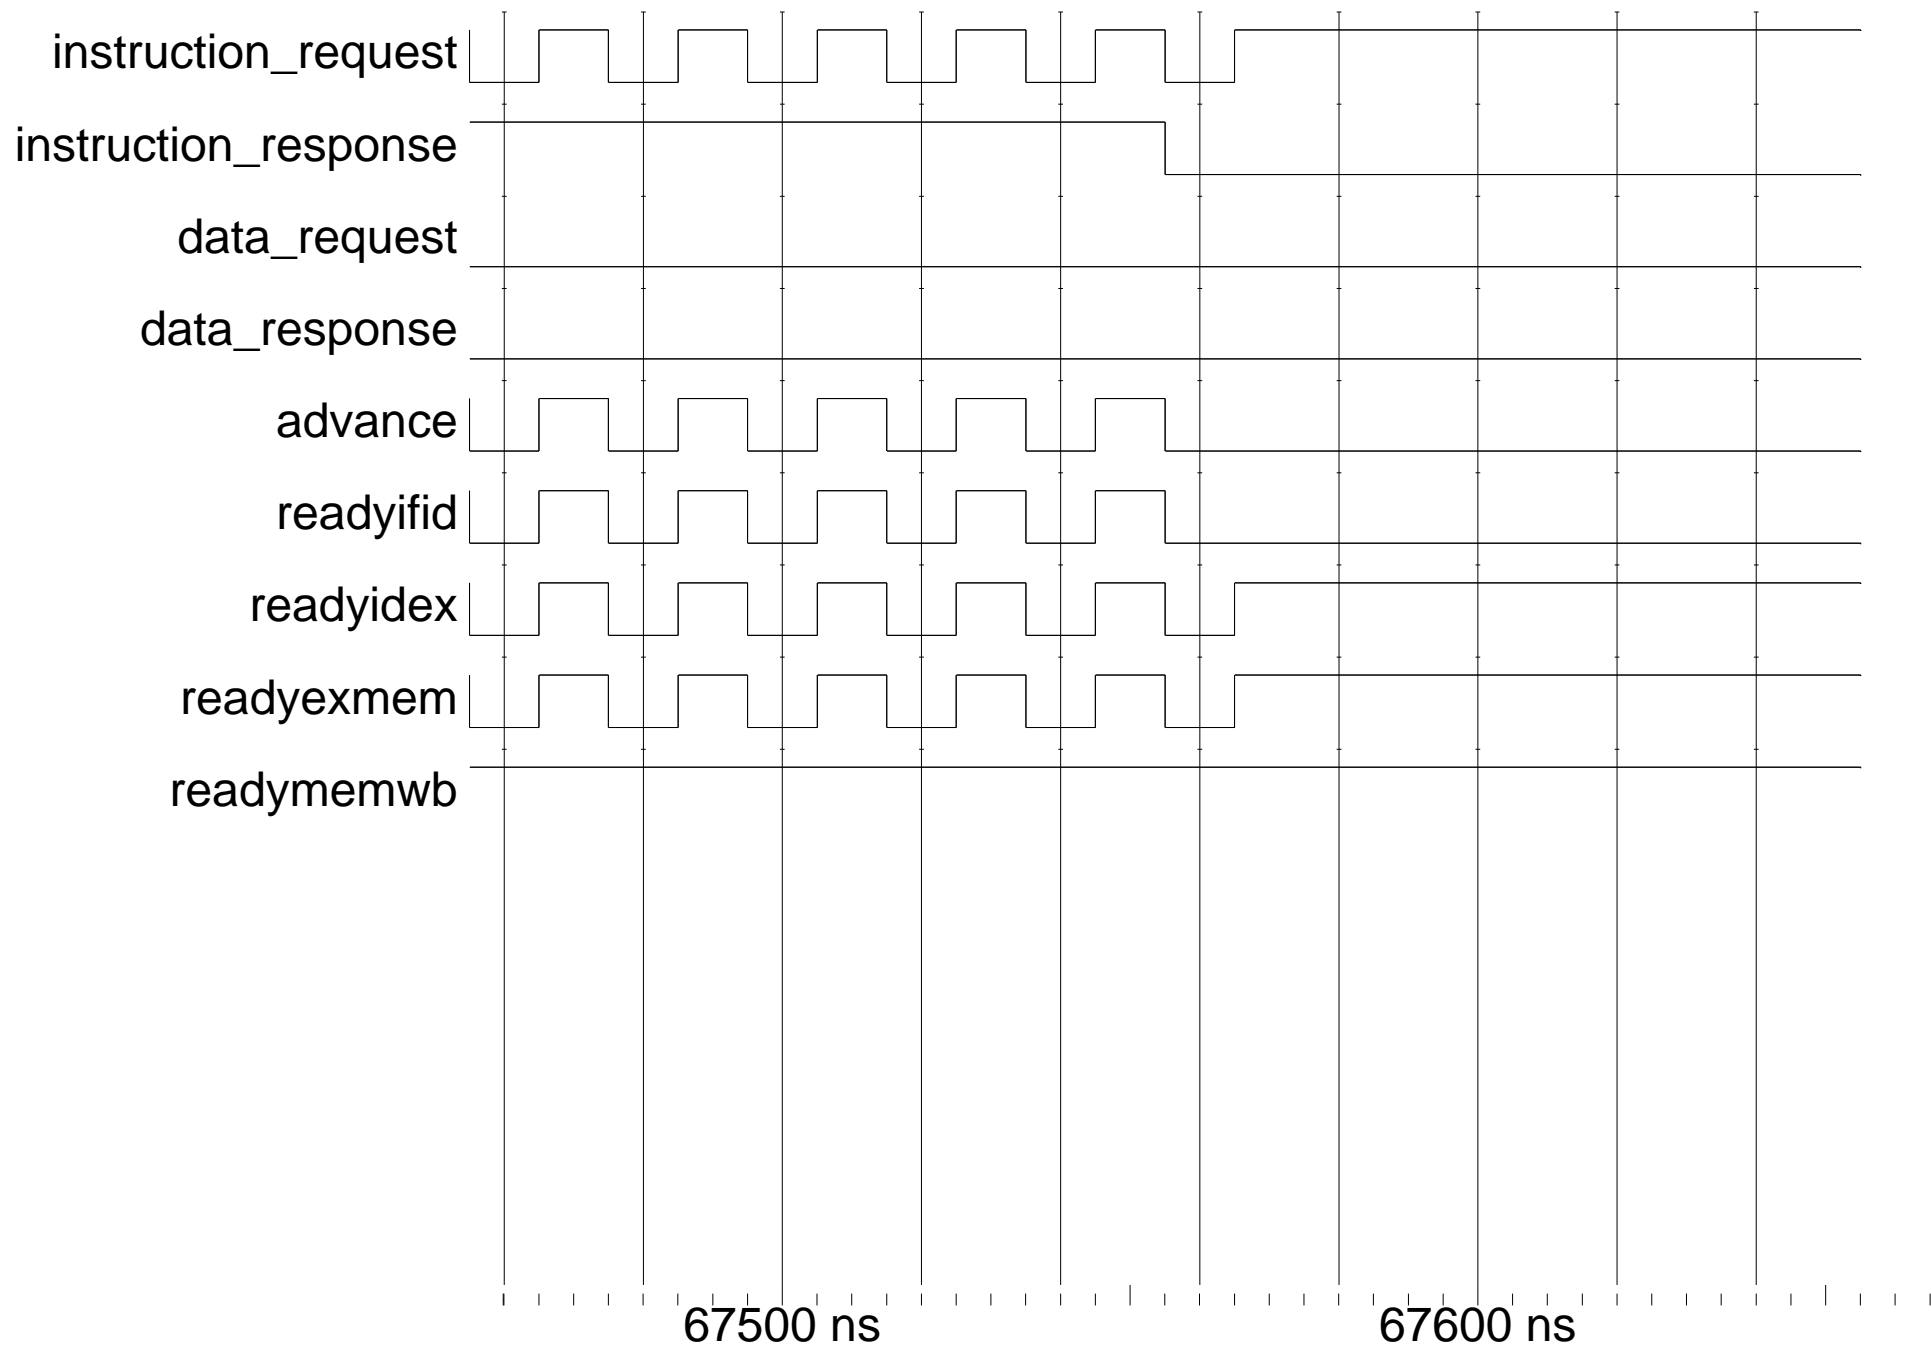 instruction_request
instruction_response
data_request
data_response
advance
readyifid
readyidex
readyexmem
readymemwb
67500 ns
67600 ns